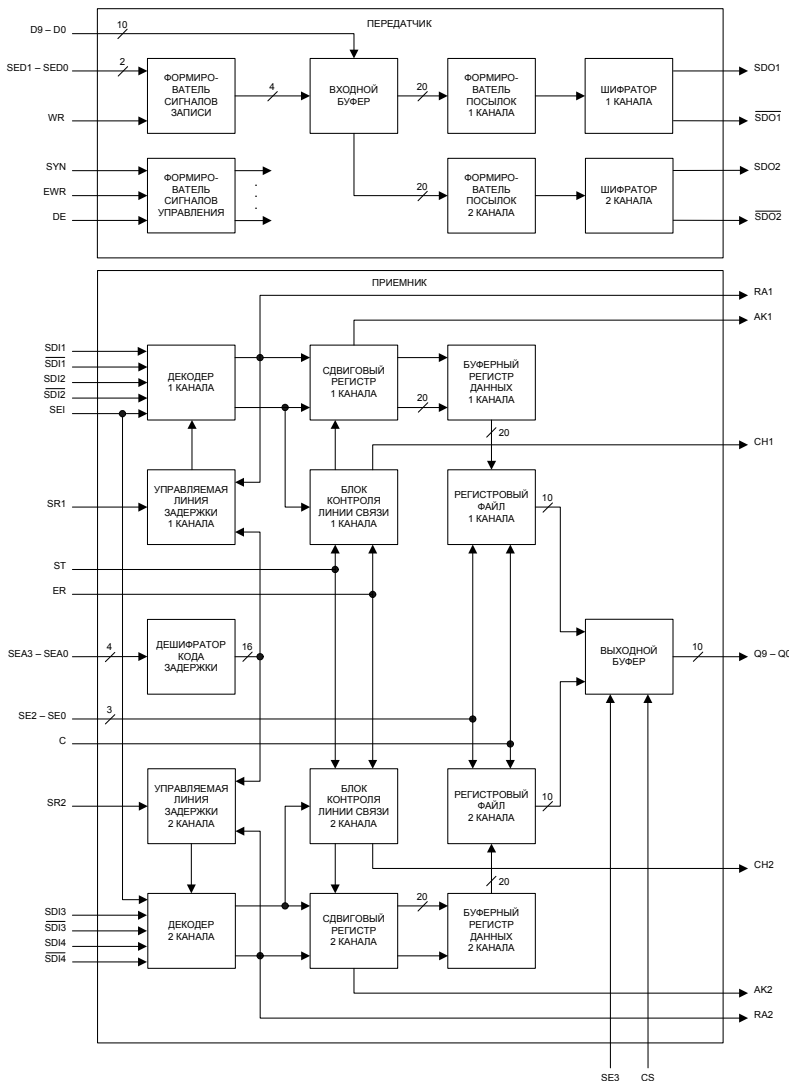 ПЕРЕДАТЧИК
D9 – D0
10
SED1 – SED0
2
WR
ФОРМИРО-
ВАТЕЛЬ
СИГНАЛОВ
ЗАПИСИ
4
ВХОДНОЙ
БУФЕР
20
ФОРМИРО-
ВАТЕЛЬ
ПОСЫЛОК
1 КАНАЛА
ШИФРАТОР
1 КАНАЛА
SDO1
SDO1
SYN
EWR
DE
ФОРМИРО-
ВАТЕЛЬ
СИГНАЛОВ
УПРАВЛЕНИЯ
.
.
.
20
ФОРМИРО-
ВАТЕЛЬ
ПОСЫЛОК
2 КАНАЛА
ШИФРАТОР
2 КАНАЛА
SDO2
SDO2
ПРИЕМНИК
RA1
AK1
SDI1
SDI1
SDI2
SDI2
SEI
ДЕКОДЕР
1 КАНАЛА
СДВИГОВЫЙ
РЕГИСТР
1 КАНАЛА
20
БУФЕРНЫЙ
РЕГИСТР
ДАННЫХ
1 КАНАЛА
20
CH1
SR1
УПРАВЛЯЕМАЯ
ЛИНИЯ
ЗАДЕРЖКИ
1 КАНАЛА
БЛОК
КОНТРОЛЯ
ЛИНИИ СВЯЗИ
1 КАНАЛА
РЕГИСТРОВЫЙ
ФАЙЛ
1 КАНАЛА
10
ST
ER
SEA3 – SEA0
4
ДЕШИФРАТОР
КОДА
ЗАДЕРЖКИ
16
ВЫХОДНОЙ
БУФЕР
10
Q9 – Q0
SE2 – SE0
3
C
SR2
УПРАВЛЯЕМАЯ
ЛИНИЯ
ЗАДЕРЖКИ
2 КАНАЛА
БЛОК
КОНТРОЛЯ
ЛИНИИ СВЯЗИ
2 КАНАЛА
РЕГИСТРОВЫЙ
ФАЙЛ
2 КАНАЛА
10
CH2
20
SDI3
SDI3
SDI4
SDI4
ДЕКОДЕР
2 КАНАЛА
СДВИГОВЫЙ
РЕГИСТР
2 КАНАЛА
20
БУФЕРНЫЙ
РЕГИСТР
ДАННЫХ
2 КАНАЛА
AK2
RA2
SE3
CS